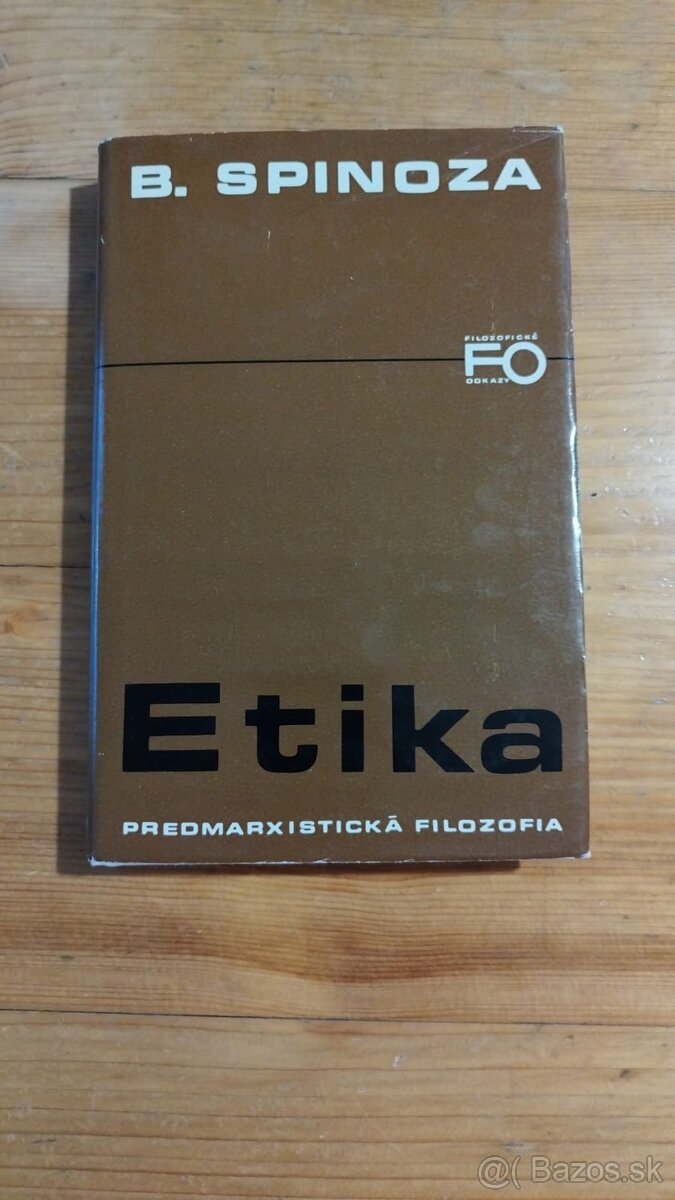 B. SPINOZA
FILOZOFICKÉ
FO
ODKAZY
Etika
PREDMARXISTICKÁ FILOZOFIA
@( Bazos.sk